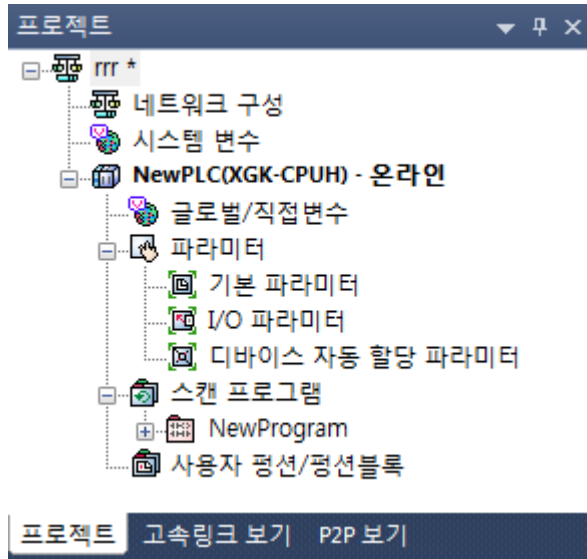 프로젝트
rrr *
네트워크 구성
시스템 변수
NewPLC(XGK-CPUH) - 온라인
글로벌/직접변수
파라미터
기본 파라미터
I/O 파라미터
디바이스 자동 할당 파라미터
스캔 프로그램
NewProgram
사용자 펑션/펑션블록
프로젝트 고속링크 보기 P2P 보기